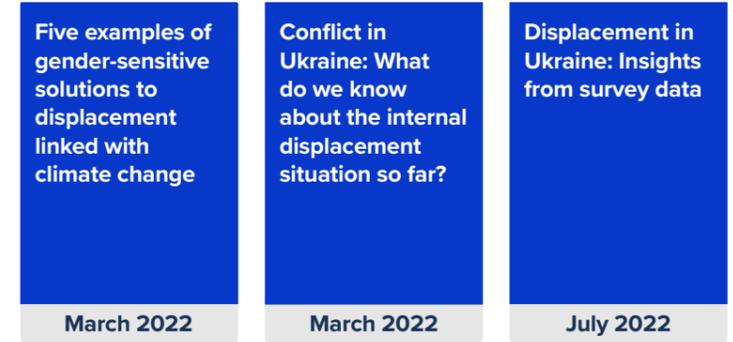 Five examples of
gender-sensitive
solutions to
displacement
linked with
climate change
March 2022
Conflict in
Ukraine: What
do we know
about the internal
displacement
situation so far?
March 2022
Displacement in
Ukraine: Insights
from survey data
July 2022